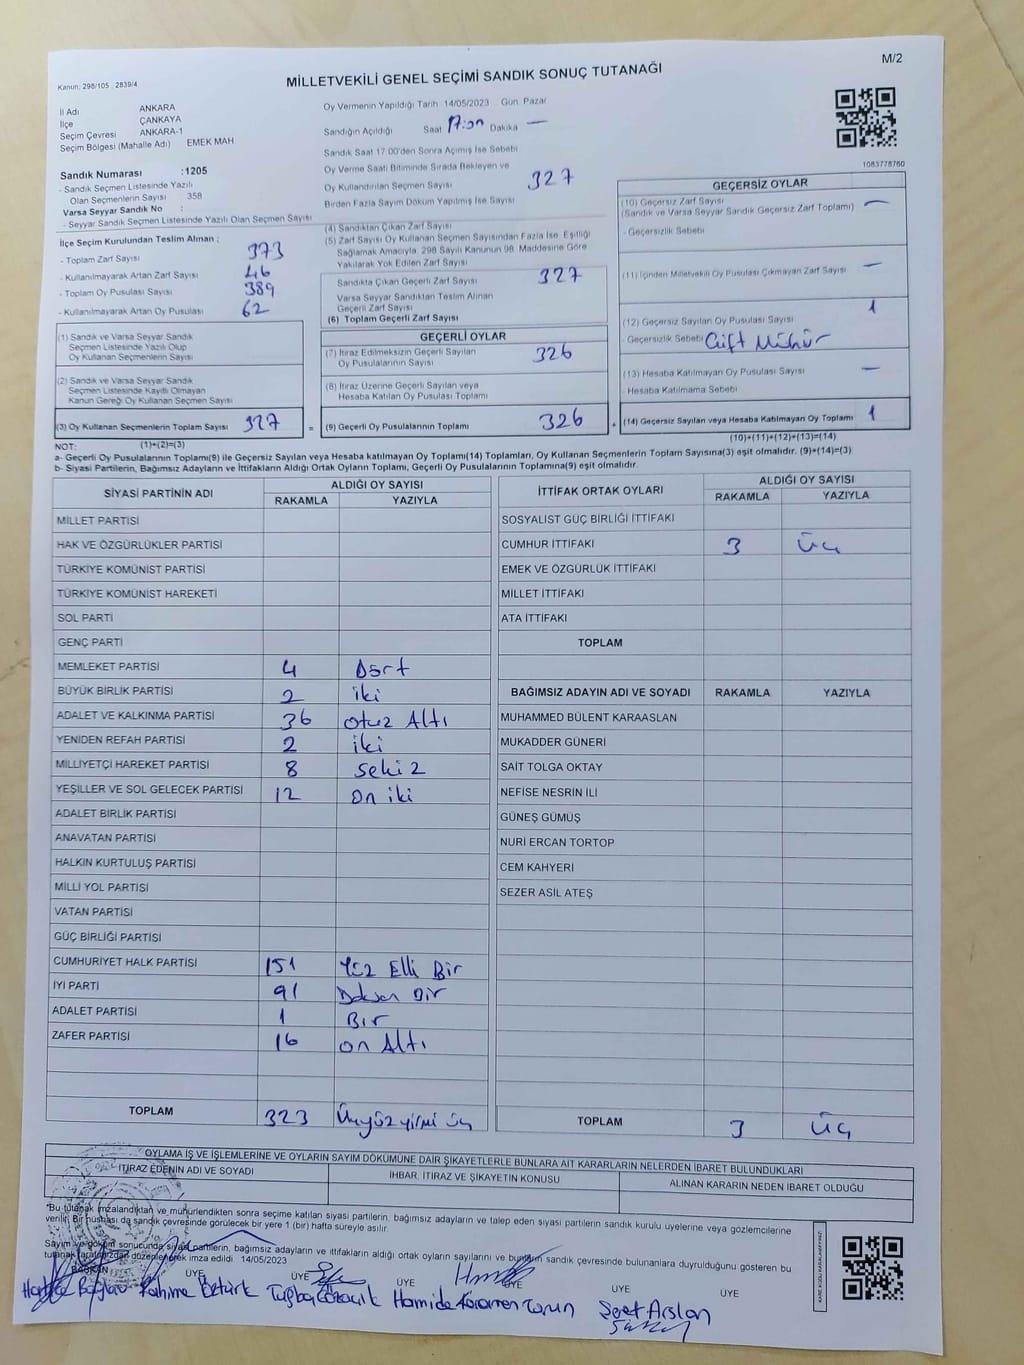 M/2
Kanun: 298/105 2839/4
MİLLETVEKİLİ GENEL SEÇİMİ SANDIK SONUÇ TUTANAĞI
İl Adı ANKARA
İlçe ÇANKAYA
Seçim Çevresi ANKARA-1
Seçim Bölgesi (Mahalle Adı) EMEK MAH
Sandık Numarası :1205
- Sandık Seçmen Listesinde Yazılı
Olan Seçmenlerin Sayısı 358
Varsa Seyyar Sandık No :
- Seyyar Sandık Seçmen Listesinde Yazılı Olan Seçmen Sayısı
İlçe Seçim Kurulundan Teslim Alınan ;
- Toplam Zarf Sayısı 373
- Kullanılmayarak Artan Zarf Sayısı 46
- Toplam Oy Pusulası Sayısı 389
- Kullanılmayarak Artan Oy Pusulası 62
(1) Sandık ve Varsa Seyyar Sandık
Seçmen Listesinde Yazılı Olup
Oy Kullanan Seçmenlerin Sayısı
(2) Sandık ve Varsa Seyyar Sandık
Seçmen Listesinde Kayıtlı Olmayan
Kanun Gereği Oy Kullanan Seçmen Sayısı
(3) Oy Kullanan Seçmenlerin Toplam Sayısı 327 =
(1)+(2)=(3)
Oy Vermenin Yapıldığı Tarih 14/05/2023 Gün Pazar
Sandığın Açıldığı Saat Dakika —
Sandık Saat 17:00'den Sonra Açımış İse Sebebi
Oy Verme Saati Bitiminde Sırada Bekleyen ve
Oy Kullandırılan Seçmen Sayısı 327
Birden Fazla Sayım Döküm Yapılmış İse Sayısı
(4) Sandıktan Çıkan Zarf Sayısı
(5) Zarf Sayısı Oy Kullanan Seçmen Sayısından Fazla İse, Eşitliği
Sağlamak Amacıyla, 298 Sayılı Kanunun 98. Maddesine Göre
Yakılarak Yok Edilen Zarf Sayısı
Sandıkta Çıkan Geçerli Zarf Sayısı 327
Varsa Seyyar Sandıktan Teslim Alınan
Geçerli Zarf Sayısı
(6) Toplam Geçerli Zarf Sayısı
GEÇERLİ OYLAR
(7) İtiraz Edilmeksizin Geçerli Sayılan
Oy Pusulalarının Sayısı 326
(8) İtiraz Üzerine Geçerli Sayılan veya
Hesaba Katılan Oy Pusulası Toplamı
(9) Geçerli Oy Pusulalarının Toplamı 326 +
1083778760
GEÇERSİZ OYLAR
(10) Geçersiz Zarf Sayısı —
(Sandık ve Varsa Seyyar Sandık Geçersiz Zarf Toplamı)
- Geçersizlik Sebebi
(11) İçinden Milletvekili Oy Pusulası Çıkmayan Zarf Sayısı —
(12) Geçersiz Sayılan Oy Pusulası Sayısı 1
- Geçersizlik Sebebi Çift Mühür
(13) Hesaba Katılmayan Oy Pusulası Sayısı —
- Hesaba Katılmama Sebebi
(14) Geçersiz Sayılan veya Hesaba Katılmayan Oy Toplamı 1
(10)+(11)+(12)+(13)=(14)
NOT:
a- Geçerli Oy Pusulalarının Toplamı(9) ile Geçersiz Sayılan veya Hesaba katılmayan Oy Toplamı(14) Toplamları, Oy Kullanan Seçmenlerin Toplam Sayısına(3) eşit olmalıdır. (9)+(14)=(3)
b- Siyasi Partilerin, Bağımsız Adayların ve İttifakların Aldığı Ortak Oyların Toplamı, Geçerli Oy Pusulalarının Toplamına(9) eşit olmalıdır.
SİYASİ PARTİNİN ADI ALDIĞI OY SAYISI
RAKAMLA YAZIYLA
MİLLET PARTİSİ
HAK VE ÖZGÜRLÜKLER PARTİSİ
TÜRKİYE KOMÜNİST PARTİSİ
TÜRKİYE KOMÜNİST HAREKETİ
SOL PARTİ
GENÇ PARTİ
MEMLEKET PARTİSİ 4 Dört
BÜYÜK BİRLİK PARTİSİ 2 iki
ADALET VE KALKINMA PARTİSİ 36 otuz Altı
YENİDEN REFAH PARTİSİ 2 iki
MİLLİYETÇİ HAREKET PARTİSİ 8 sekiz
YEŞİLLER VE SOL GELECEK PARTİSİ 12 on iki
ADALET BİRLİK PARTİSİ
ANAVATAN PARTİSİ
HALKIN KURTULUŞ PARTİSİ
MİLLİ YOL PARTİSİ
VATAN PARTİSİ
GÜÇ BİRLİĞİ PARTİSİ
CUMHURİYET HALK PARTİSİ 151 Yüz Elli Bir
İYİ PARTİ 91 Doksan Bir
ADALET PARTİSİ 1 Bir
ZAFER PARTİSİ 16 on Altı
TOPLAM 323 Üçyüz yirmi üç
İTTİFAK ORTAK OYLARI ALDIĞI OY SAYISI
RAKAMLA YAZIYLA
SOSYALİST GÜÇ BİRLİĞİ İTTİFAKI
CUMHUR İTTİFAKI 3 Üç
EMEK VE ÖZGÜRLÜK İTTİFAKI
MİLLET İTTİFAKI
ATA İTTİFAKI
TOPLAM
BAĞIMSIZ ADAYIN ADI VE SOYADI RAKAMLA YAZIYLA
MUHAMMED BÜLENT KARAASLAN
MUKADDER GÜNERİ
SAİT TOLGA OKTAY
NEFİSE NESRİN İLİ
GÜNEŞ GÜMÜŞ
NURİ ERCAN TORTOP
CEM KAHYERİ
SEZER ASIL ATEŞ
TOPLAM 3 Üç
OYLAMA İŞ VE İŞLEMLERİNE VE OYLARIN SAYIM DÖKÜMÜNE DAİR ŞİKAYETLERLE BUNLARA AİT KARARLARIN NELERDEN İBARET BULUNDUKLARI
İTİRAZ EDENİN ADI VE SOYADI İHBAR, İTİRAZ VE ŞİKAYETİN KONUSU ALINAN KARARIN NEDEN İBARET OLDUĞU
*Bu tutanak imzalandıktan ve mühürlendikten sonra seçime katılan siyasi partilerin, bağımsız adayların ve talep eden siyasi partilerin sandık kurulu üyelerine veya gözlemcilerine
verilir. Bir nüshası da sandık çevresinde görülecek bir yere 1 (bir) hafta süreyle asılır.
Sayım ve döküm sonucunda siyasi partilerin, bağımsız adayların ve ittifakların aldığı ortak oyların sayılarını ve bunların sandık çevresinde bulunanlara duyrulduğunu gösteren bu
tutanak tarafımızdan düzenlenerek imza edildi. 14/05/2023
BAŞKAN ÜYE ÜYE ÜYE ÜYE ÜYE ÜYE
Rahime Öztürk Hamide Karaman Torun Seret Arslan